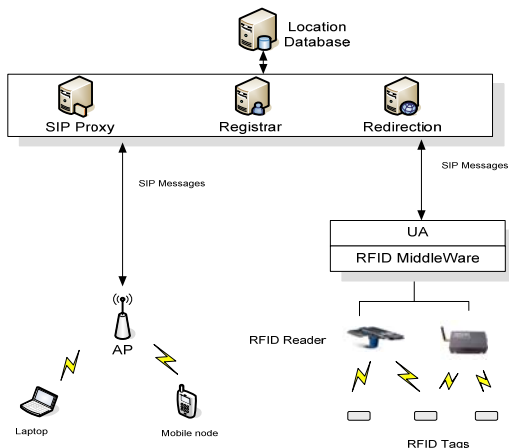 Location
Database
SIP Proxy
Registrar
Redirection
SIP Messages
SIP Messages
UA
RFID MiddleWare
RFID Reader
AP
Laptop
Mobile node
RFID Tags